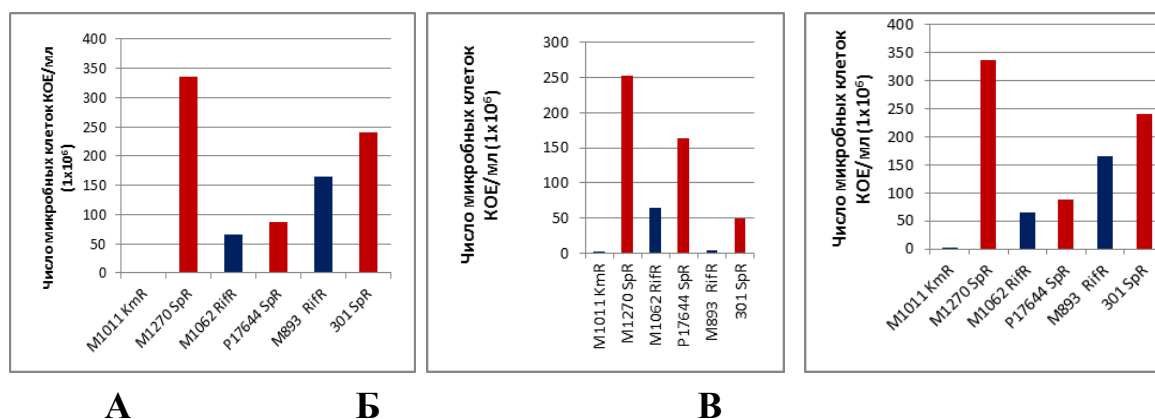 Число микробных клеток КОЕ/мл
(1х10⁶)
400
350
300
250
200
150
100
50
0
M1011 KmR
M1270 SpR
M1062 RifR
P17644 SpR
M893 RifR
301 SpR
Число микробных клеток
КОЕ/мл (1х10⁶)
300
250
200
150
100
50
0
M1011 KmR
M1270 SpR
M1062 RifR
P17644 SpR
M893 RifR
301 SpR
Число микробных клеток
КОЕ/мл (1х10⁶)
400
350
300
250
200
150
100
50
0
M1011 KmR
M1270 SpR
M1062 RifR
P17644 SpR
M893 RifR
301 SpR
А Б В